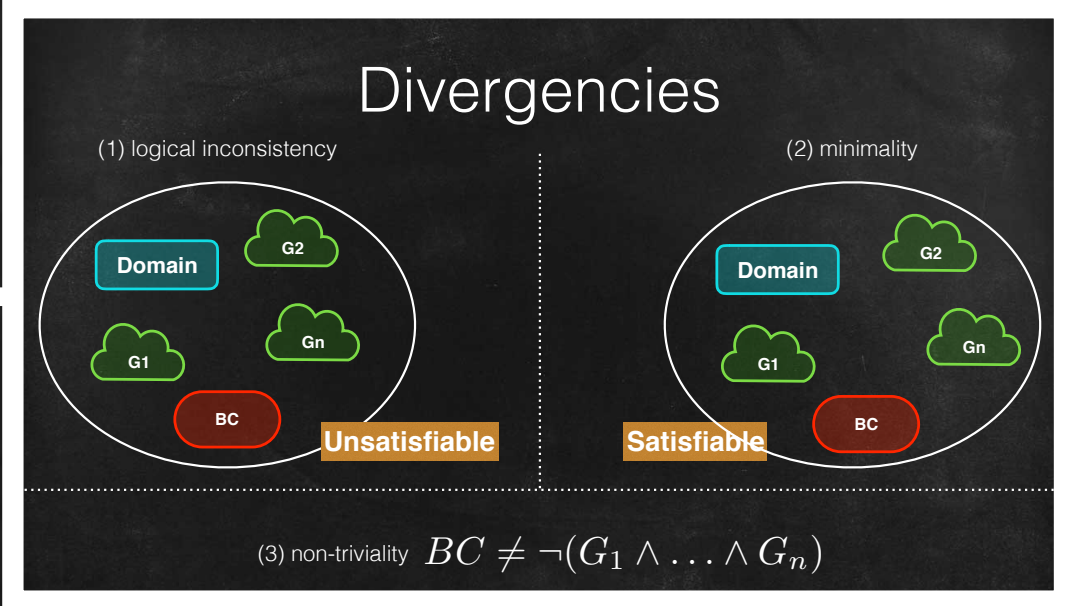 Divergencies
(1) logical inconsistency
Domain
G2
G1
Gn
BC
Unsatisfiable
(2) minimality
Domain
G2
G1
Gn
BC
Satisfiable
(3) non-triviality BC ≠ ¬(G₁ ∧ … ∧ Gₙ)